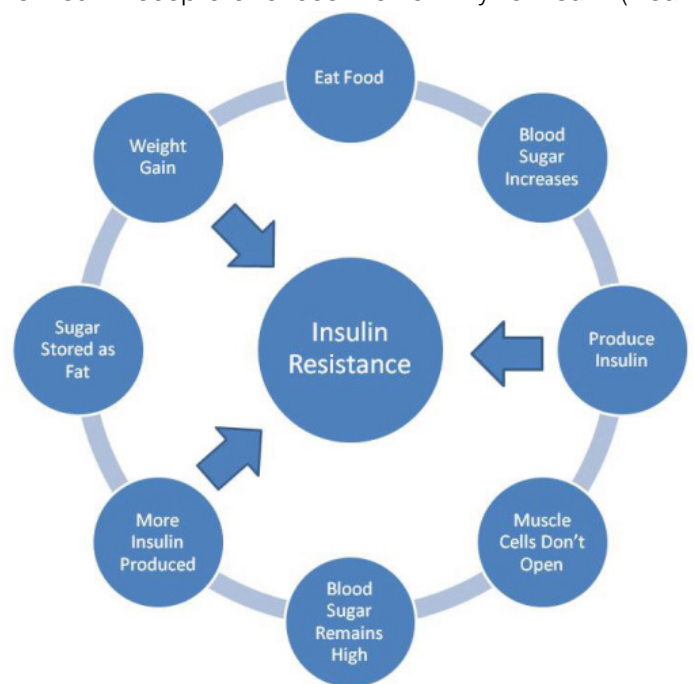 Eat Food
Blood
Sugar
Increases
Produce
Insulin
Muscle
Cells Don't
Open
Blood
Sugar
Remains
High
More
Insulin
Produced
Sugar
Stored as
Fat
Weight
Gain
Insulin
Resistance